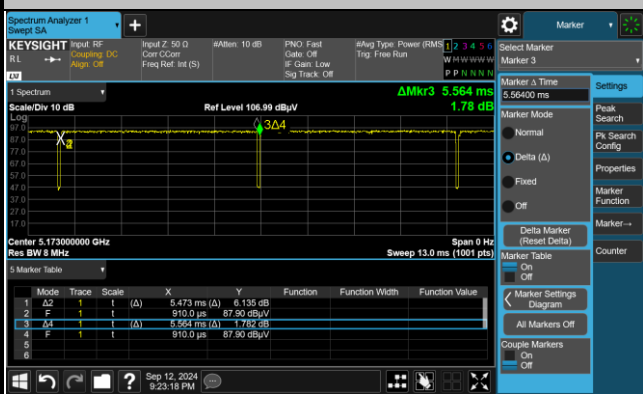 Spectrum Analyzer 1
Swept SA
Marker
KEYSIGHT
RL
Input: RF
Coupling: DC
Align: Off
Input Z: 50 Ω
Corr CCorr
Freq Ref: Int (S)
#Atten: 10 dB
PNO: Fast
Gate: Off
IF Gain: Low
Sig Track: Off
#Avg Type: Power (RMS
Trig: Free Run
1 2 3 4 5 6
W W W W W W
P P N N N N
LXI
Select Marker
Marker 3
1 Spectrum
Scale/Div 10 dB
Ref Level 106.99 dBµV
ΔMkr3 5.564 ms
1.78 dB
Log
97.0
87.0
77.0
67.0
57.0
47.0
37.0
27.0
17.0
3Δ4
Center 5.173000000 GHz
Res BW 8 MHz
Span 0 Hz
Sweep 13.0 ms (1001 pts)
5 Marker Table
Mode Trace Scale X Y Function Function Width Function Value
1 Δ2 1 t (Δ) 5.473 ms (Δ) 6.135 dB
2 F 1 t 910.0 µs 87.90 dBµV
3 Δ4 1 t (Δ) 5.564 ms (Δ) 1.782 dB
4 F 1 t 910.0 µs 87.90 dBµV
5
6
Marker Δ Time
5.56400 ms
Marker Mode
Normal
Delta (Δ)
Fixed
Off
Delta Marker
(Reset Delta)
Marker Table
On
Off
Marker Settings
Diagram
All Markers Off
Couple Markers
On
Off
Settings
Peak
Search
Pk Search
Config
Properties
Marker
Function
Marker→
Counter
?
Sep 12, 2024
9:23:18 PM